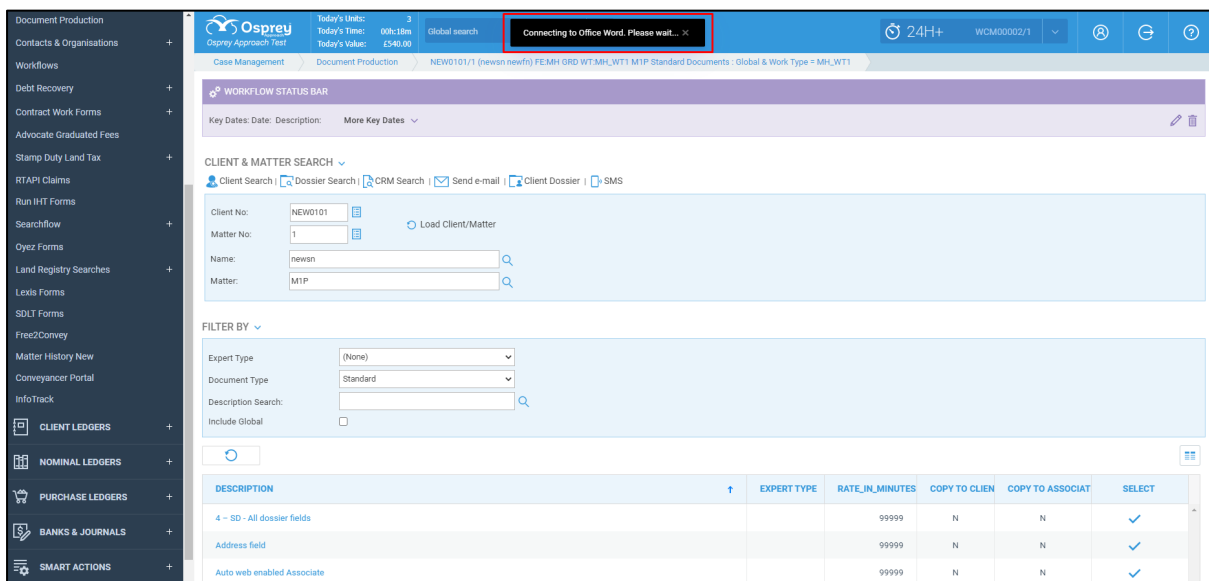 Document Production
Contacts & Organisations +
Workflows
Debt Recovery +
Contract Work Forms +
Advocate Graduated Fees
Stamp Duty Land Tax +
RTAPI Claims
Run IHT Forms
Searchflow +
Oyez Forms
Land Registry Searches +
Lexis Forms
SDLT Forms
Free2Convey
Matter History New
Conveyancer Portal
InfoTrack
CLIENT LEDGERS +
NOMINAL LEDGERS +
PURCHASE LEDGERS +
BANKS & JOURNALS +
SMART ACTIONS +
Osprey
Approach
Osprey Approach Test
Today's Units: 3
Today's Time: 00h:18m
Today's Value: £540.00
Global search
Connecting to Office Word. Please wait... ×
24H+
WCM00002/1
Case Management
Document Production
NEW0101/1 (newsn newfn) FE:MH GRD WT:MH_WT1 M1P Standard Documents : Global & Work Type = MH_WT1
WORKFLOW STATUS BAR
Key Dates: Date: Description: More Key Dates
CLIENT & MATTER SEARCH
Client Search | Dossier Search | CRM Search | Send e-mail | Client Dossier | SMS
Client No: NEW0101
Load Client/Matter
Matter No: 1
Name: newsn
Matter: M1P
FILTER BY
Expert Type (None)
Document Type Standard
Description Search:
Include Global
DESCRIPTION ↑ EXPERT TYPE RATE_IN_MINUTES COPY TO CLIEN COPY TO ASSOCIAT SELECT
4 – SD - All dossier fields 99999 N N
Address field 99999 N N
Auto web enabled Associate 99999 N N